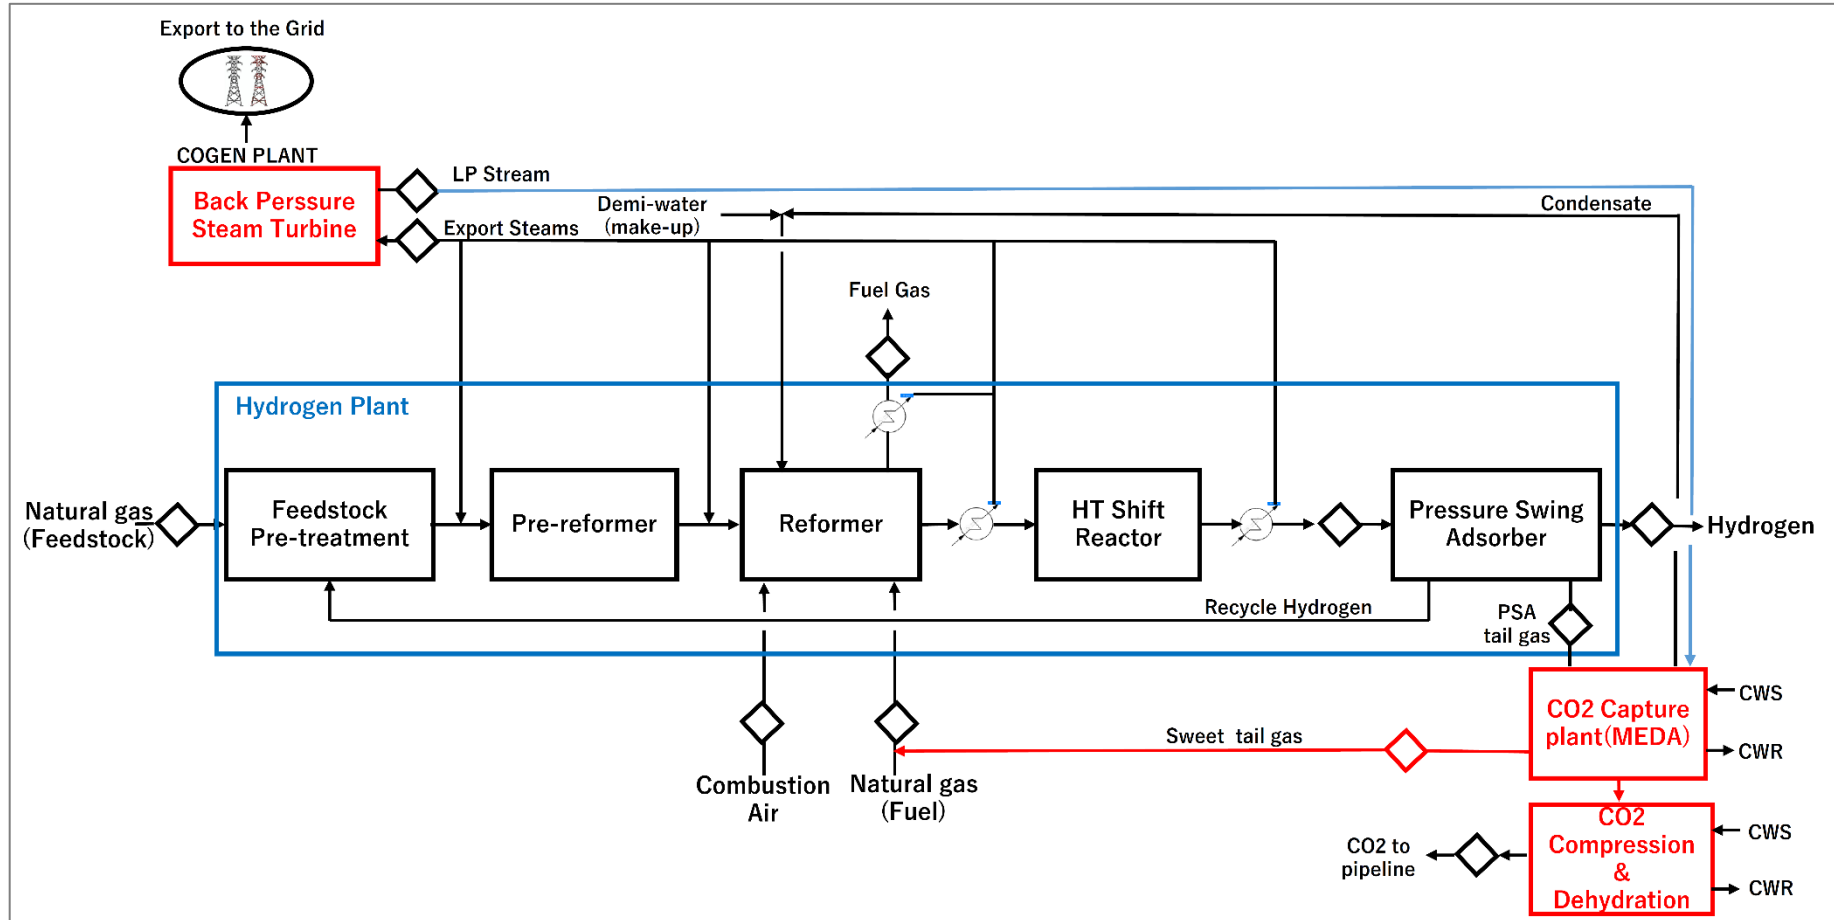 Export to the Grid
COGEN PLANT
Back Perssure
Steam Turbine
LP Stream
Export Steams
Demi-water
(make-up)
Condensate
Fuel Gas
Hydrogen Plant
Natural gas
(Feedstock)
Feedstock
Pre-treatment
Pre-reformer
Reformer
HT Shift
Reactor
Pressure Swing
Adsorber
Hydrogen
Recycle Hydrogen
PSA
tail gas
CO2 Capture
plant(MEDA)
CWS
CWR
Sweet tail gas
Combustion
Air
Natural gas
(Fuel)
CO2
Compression
&
Dehydration
CWS
CWR
CO2 to
pipeline